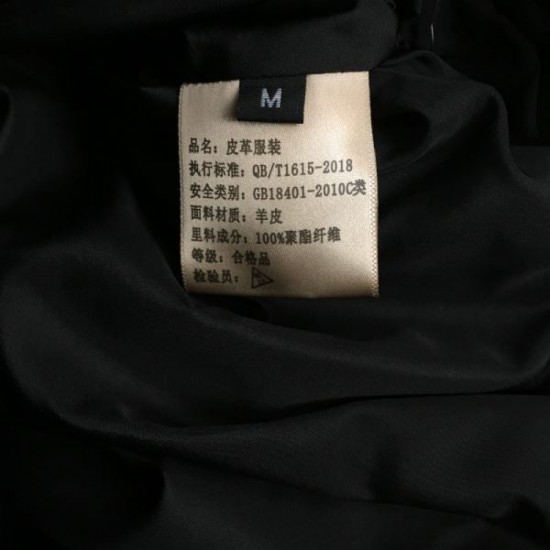 M
品名：皮革服装
执行标准：QB/T1615-2018
安全类别：GB18401-2010C类
面料材质：羊皮
里料成分：100%聚酯纤维
等级：合格品
检验员：